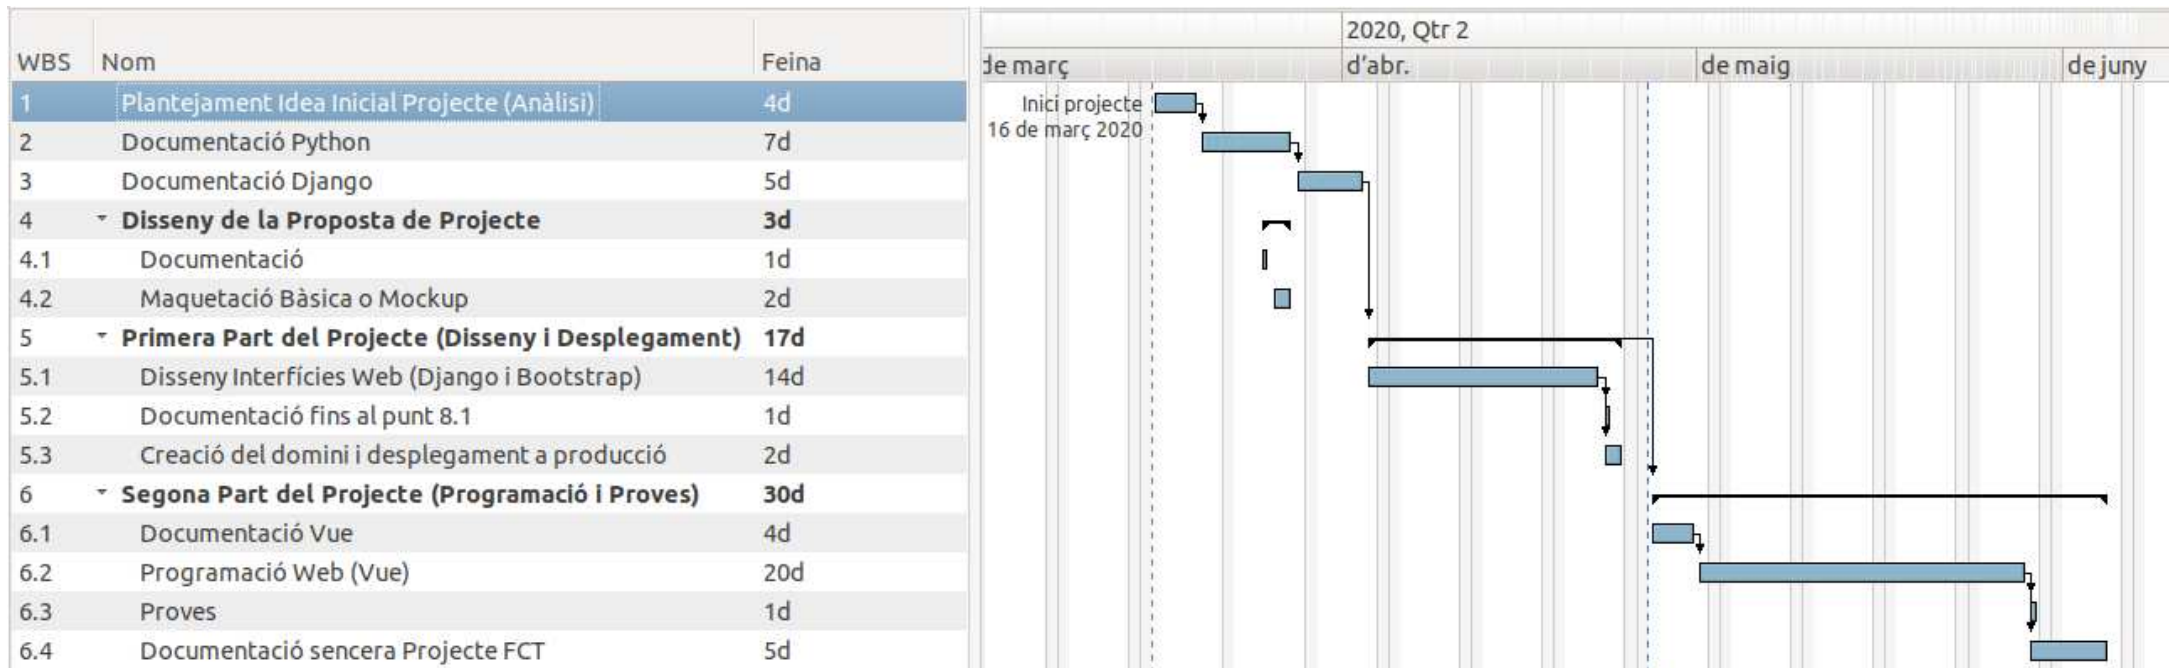 2020, Qtr 2
WBS Nom Feina de març d'abr. de maig de juny
1 Plantejament Idea Inicial Projecte (Anàlisi) 4d
Inici projecte
16 de març 2020
2 Documentació Python 7d
3 Documentació Django 5d
4 Disseny de la Proposta de Projecte 3d
4.1 Documentació 1d
4.2 Maquetació Bàsica o Mockup 2d
5 Primera Part del Projecte (Disseny i Desplegament) 17d
5.1 Disseny Interfícies Web (Django i Bootstrap) 14d
5.2 Documentació fins al punt 8.1 1d
5.3 Creació del domini i desplegament a producció 2d
6 Segona Part del Projecte (Programació i Proves) 30d
6.1 Documentació Vue 4d
6.2 Programació Web (Vue) 20d
6.3 Proves 1d
6.4 Documentació sencera Projecte FCT 5d